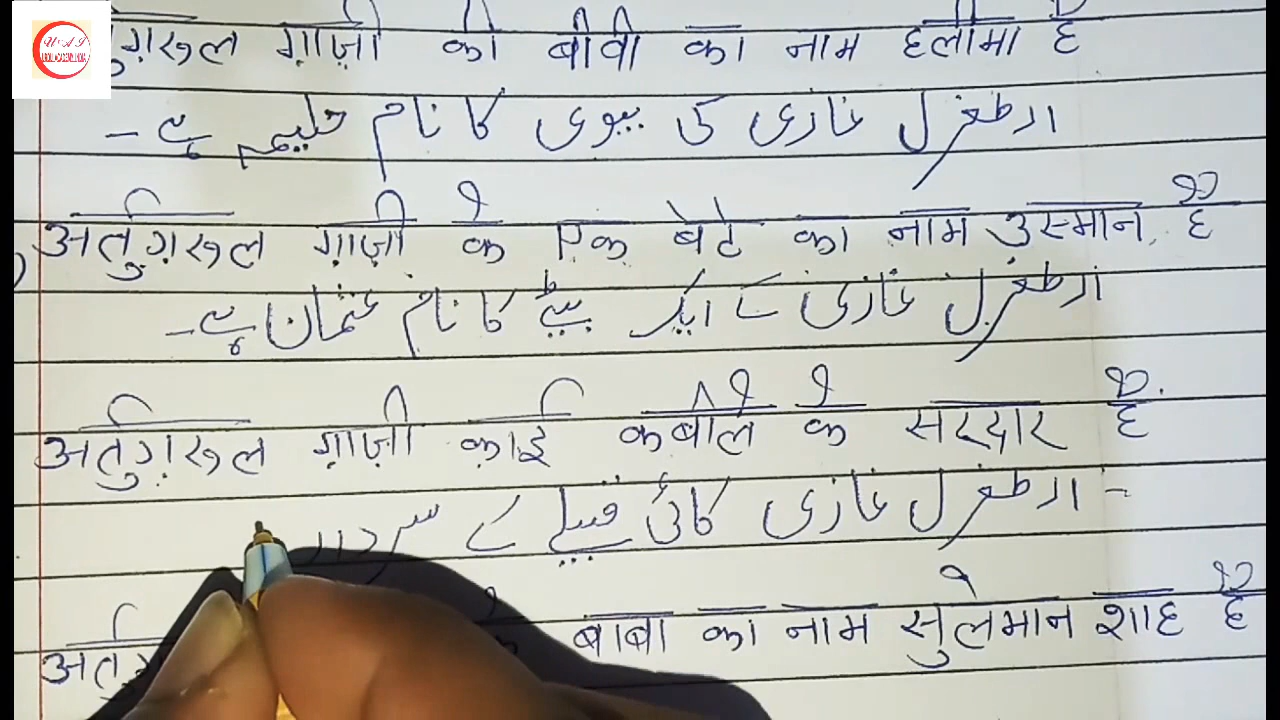 U A I
अर्तुग़रुल ग़ाज़ी की बीवी का नाम हलीमा है
ارطغرل غازی کی بیوی کا نام حلیمہ ہے۔
अर्तुग़रुल ग़ाज़ी के एक बेटे का नाम उस्मान है
ارطغرل غازی کے ایک بیٹے کا نام عثمان ہے۔
अर्तुग़रुल ग़ाज़ी क़ाई कबीले के सरदार हैं
ارطغرل غازی کائی قبیلے کے سردار
के बाबा का नाम सुलेमान शाह है